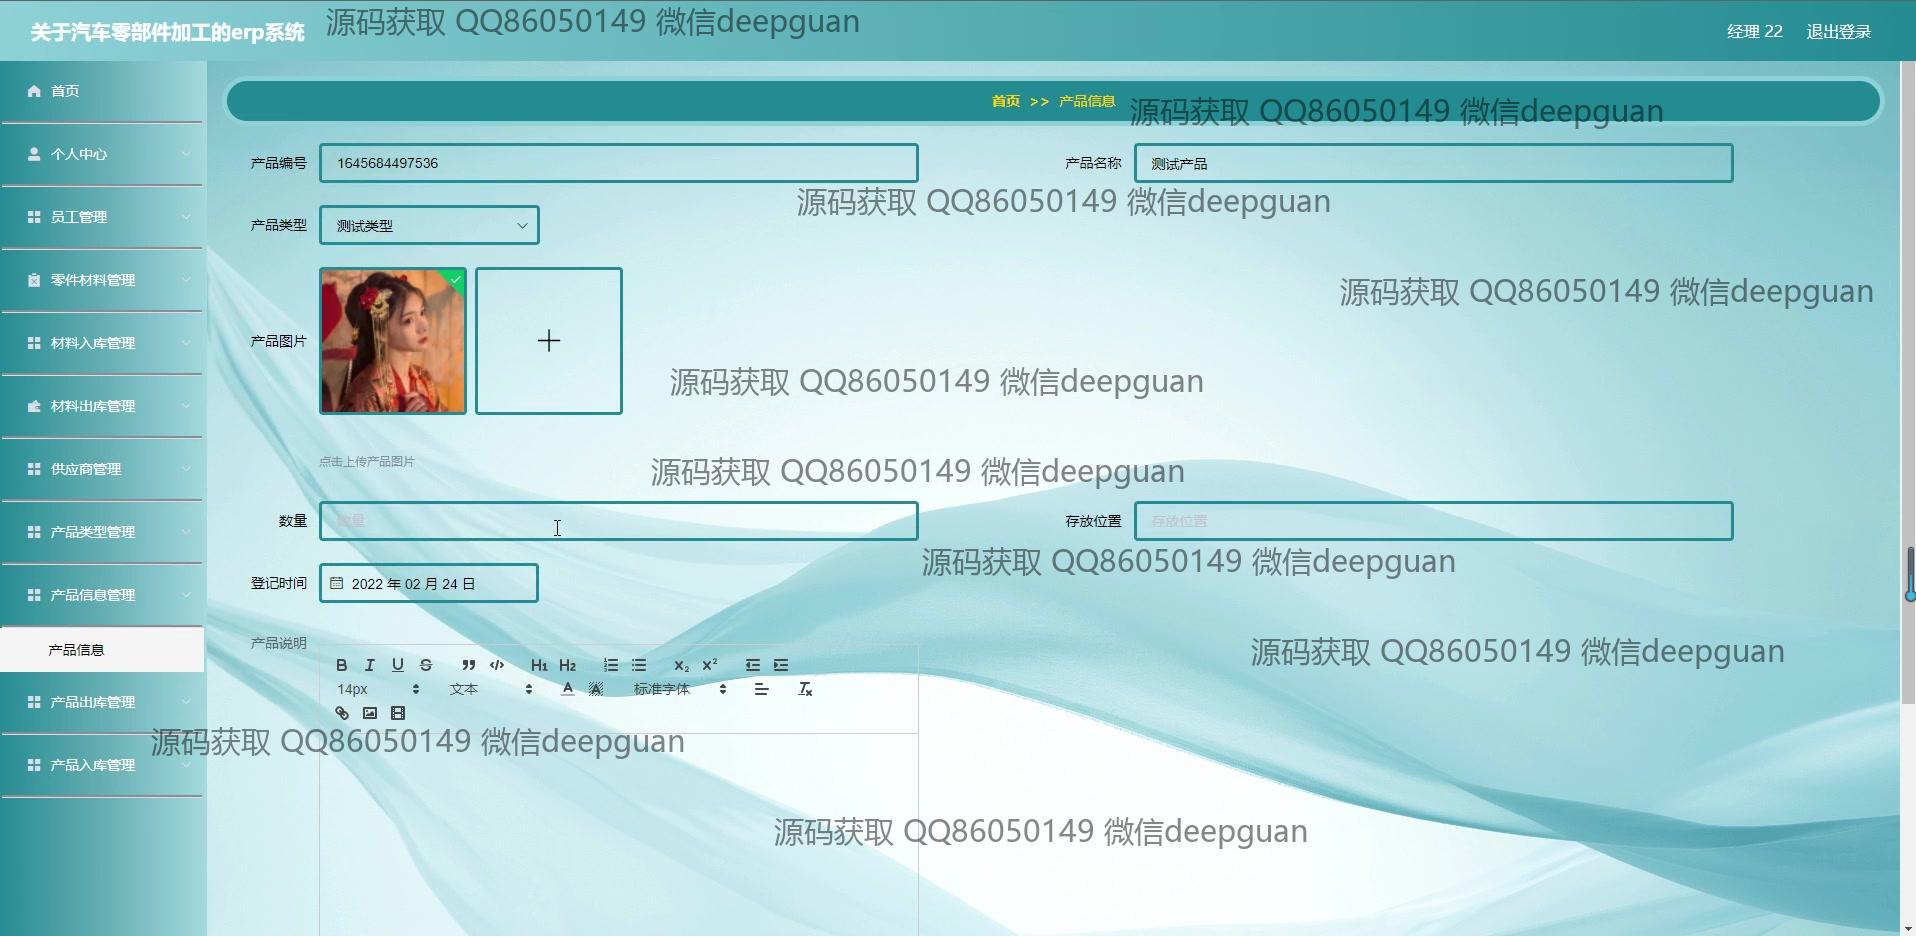 关于汽车零部件加工的erp系统
源码获取 QQ86050149 微信deepguan
经理 22
退出登录
首页
个人中心
员工管理
零件材料管理
材料入库管理
材料出库管理
供应商管理
产品类型管理
产品信息管理
产品信息
产品出库管理
产品入库管理
首页 >> 产品信息
源码获取 QQ86050149 微信deepguan
产品编号 1645684497536
产品名称 测试产品
源码获取 QQ86050149 微信deepguan
产品类型 测试类型
源码获取 QQ86050149 微信deepguan
产品图片
源码获取 QQ86050149 微信deepguan
点击上传产品图片
源码获取 QQ86050149 微信deepguan
数量 数量
存放位置 存放位置
源码获取 QQ86050149 微信deepguan
登记时间 2022 年 02 月 24 日
产品说明
源码获取 QQ86050149 微信deepguan
B I U S ” </> H1 H2 X2 X2
14px 文本 A A 标准字体 Tx
源码获取 QQ86050149 微信deepguan
源码获取 QQ86050149 微信deepguan